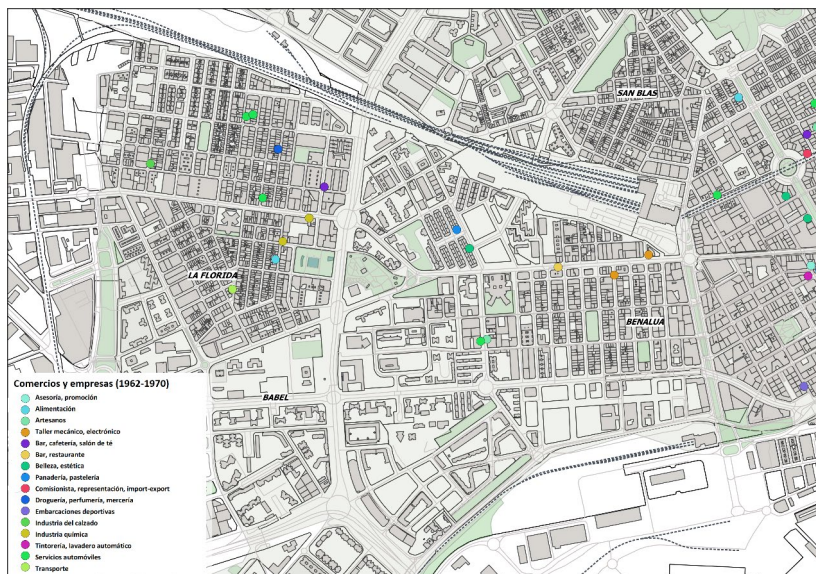 SAN BLAS
LA FLORIDA
BENALUA
BABEL
Comercios y empresas (1962-1970)
Asesoría, promoción
Alimentación
Artesanos
Taller mecánico, electrónico
Bar, cafetería, salón de té
Bar, restaurante
Belleza, estética
Panadería, pastelería
Comisionista, representación, import-export
Droguería, perfumería, mercería
Embarcaciones deportivas
Industria del calzado
Industria química
Tintorería, lavadero automático
Servicios automóviles
Transporte